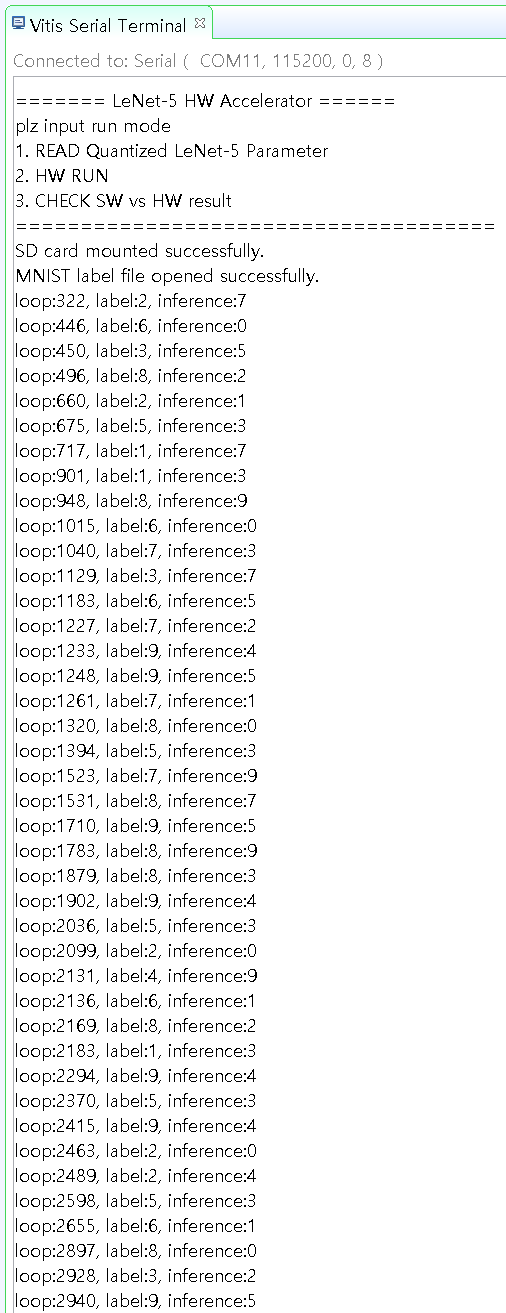 Vitis Serial Terminal
Connected to: Serial ( COM11, 115200, 0, 8 )
======= LeNet-5 HW Accelerator ======
plz input run mode
1. READ Quantized LeNet-5 Parameter
2. HW RUN
3. CHECK SW vs HW result
=====================================
SD card mounted successfully.
MNIST label file opened successfully.
loop:322, label:2, inference:7
loop:446, label:6, inference:0
loop:450, label:3, inference:5
loop:496, label:8, inference:2
loop:660, label:2, inference:1
loop:675, label:5, inference:3
loop:717, label:1, inference:7
loop:901, label:1, inference:3
loop:948, label:8, inference:9
loop:1015, label:6, inference:0
loop:1040, label:7, inference:3
loop:1129, label:3, inference:7
loop:1183, label:6, inference:5
loop:1227, label:7, inference:2
loop:1233, label:9, inference:4
loop:1248, label:9, inference:5
loop:1261, label:7, inference:1
loop:1320, label:8, inference:0
loop:1394, label:5, inference:3
loop:1523, label:7, inference:9
loop:1531, label:8, inference:7
loop:1710, label:9, inference:5
loop:1783, label:8, inference:9
loop:1879, label:8, inference:3
loop:1902, label:9, inference:4
loop:2036, label:5, inference:3
loop:2099, label:2, inference:0
loop:2131, label:4, inference:9
loop:2136, label:6, inference:1
loop:2169, label:8, inference:2
loop:2183, label:1, inference:3
loop:2294, label:9, inference:4
loop:2370, label:5, inference:3
loop:2415, label:9, inference:4
loop:2463, label:2, inference:0
loop:2489, label:2, inference:4
loop:2598, label:5, inference:3
loop:2655, label:6, inference:1
loop:2897, label:8, inference:0
loop:2928, label:3, inference:2
loop:2940, label:9, inference:5